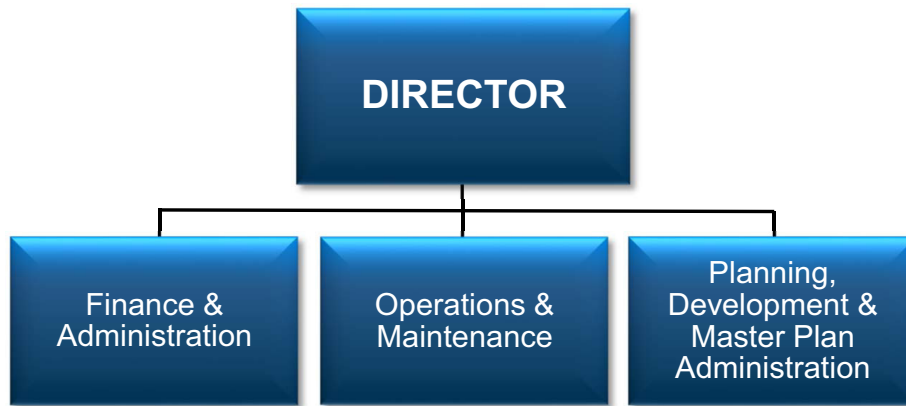 DIRECTOR
Finance &
Administration
Operations &
Maintenance
Planning,
Development &
Master Plan
Administration